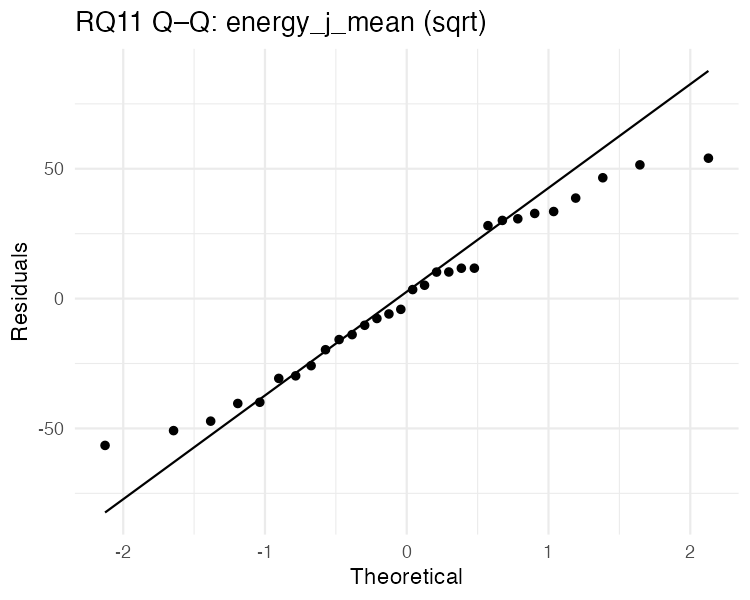 RQ11 Q–Q: energy_j_mean (sqrt)
50
0
-50
-2
-1
0
1
2
Residuals
Theoretical